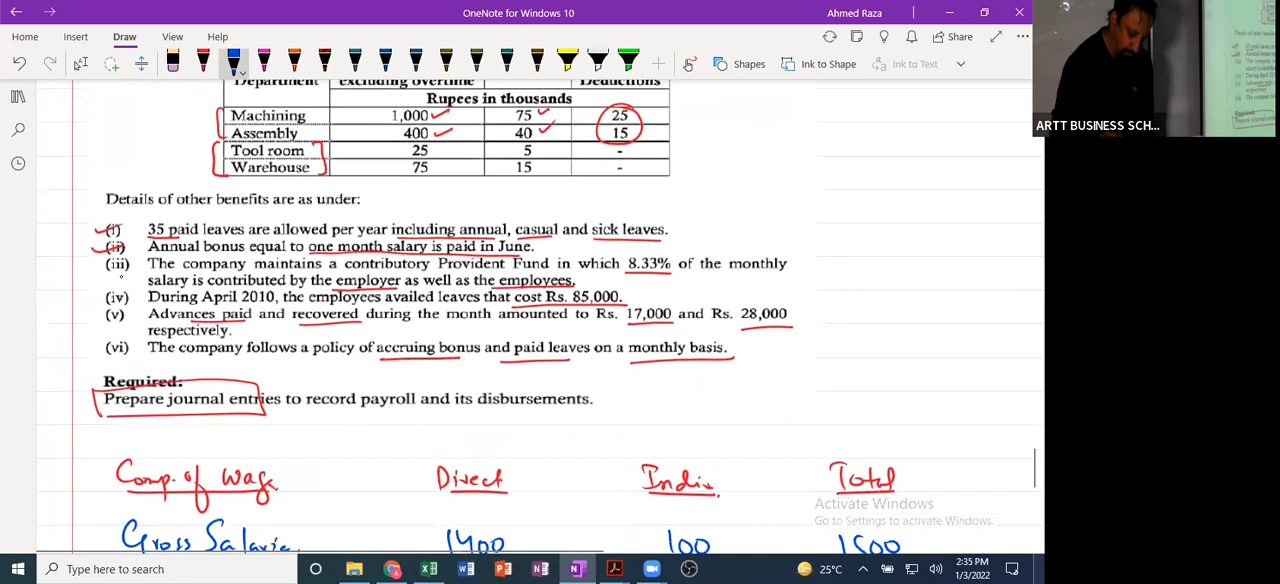 OneNote for Windows 10
Ahmed Raza
Home Insert Draw View Help
Share
Shapes
Ink to Shape
Ink to Text
Department excluding overtime Deductions
Rupees in thousands
Machining 1,000 75 25
Assembly 400 40 15
Tool room 25 5 -
Warehouse 75 15 -
Details of other benefits are as under:
(i) 35 paid leaves are allowed per year including annual, casual and sick leaves.
(ii) Annual bonus equal to one month salary is paid in June.
(iii) The company maintains a contributory Provident Fund in which 8.33% of the monthly
salary is contributed by the employer as well as the employees.
(iv) During April 2010, the employees availed leaves that cost Rs. 85,000.
(v) Advances paid and recovered during the month amounted to Rs. 17,000 and Rs. 28,000
respectively.
(vi) The company follows a policy of accruing bonus and paid leaves on a monthly basis.
Required:
Prepare journal entries to record payroll and its disbursements.
Comp. of Wage Direct Indir. Total
Gross Salarie 1400 100 1500
Activate Windows
Go to Settings to activate Windows.
ARTT BUSINESS SCH...
Type here to search
25°C
2:35 PM
1/3/2022